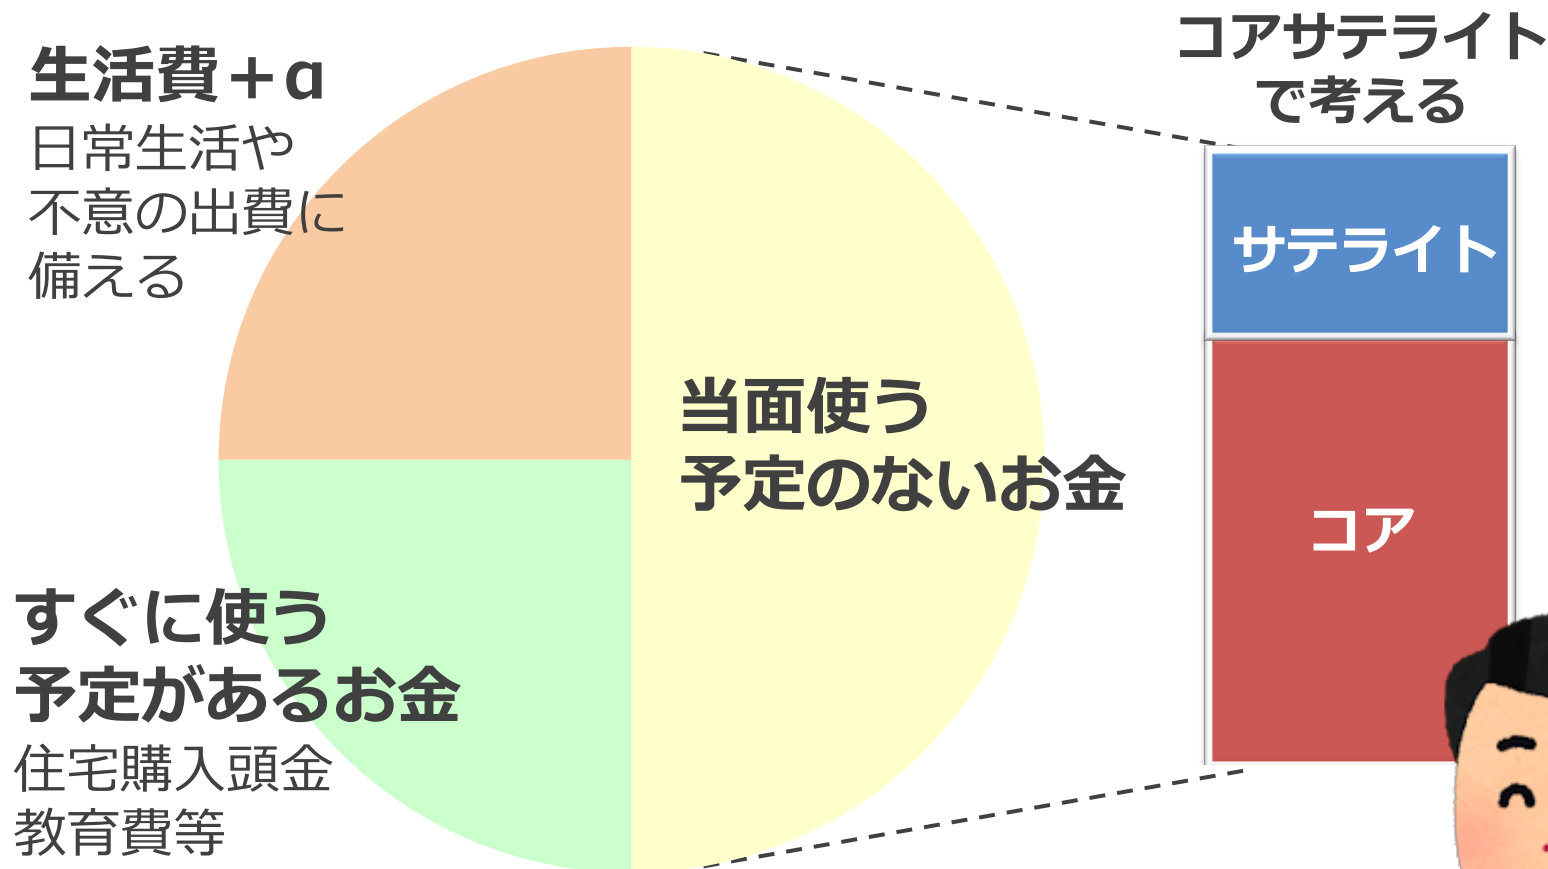 生活費＋α
日常生活や
不意の出費に
備える
すぐに使う
予定があるお金
住宅購入頭金
教育費等
当面使う
予定のないお金
コアサテライト
で考える
サテライト
コア